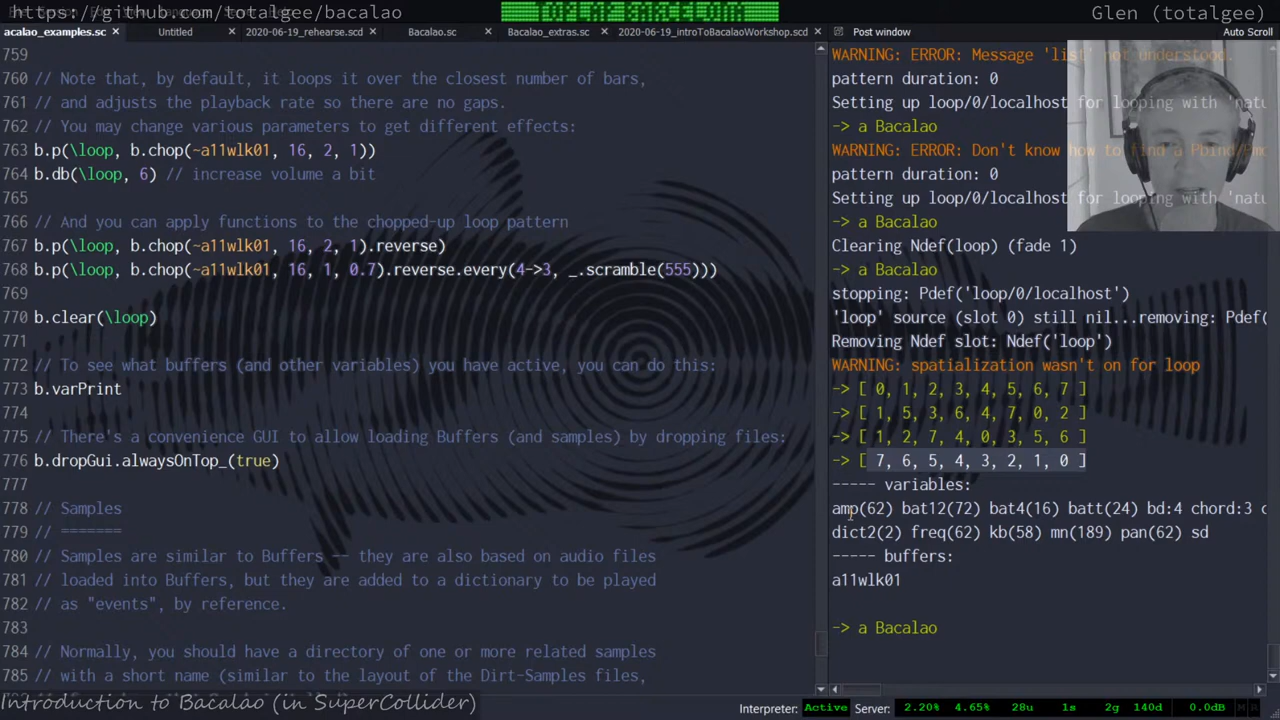 https://github.com/totalgee/bacalao
Glen (totalgee)
acalao_examples.sc
Untitled
2020-06-19_rehearse.scd
Bacalao.sc
Bacalao_extras.sc
2020-06-19_introToBacalaoWorkshop.scd
Post window
Auto Scroll
759
760 // Note that, by default, it loops it over the closest number of bars,
761 // and adjusts the playback rate so there are no gaps.
762 // You may change various parameters to get different effects:
763 b.p(\loop, b.chop(~a11wlk01, 16, 2, 1))
764 b.db(\loop, 6) // increase volume a bit
765
766 // And you can apply functions to the chopped-up loop pattern
767 b.p(\loop, b.chop(~a11wlk01, 16, 2, 1).reverse)
768 b.p(\loop, b.chop(~a11wlk01, 16, 1, 0.7).reverse.every(4->3, _.scramble(555)))
769
770 b.clear(\loop)
771
772 // To see what buffers (and other variables) you have active, you can do this:
773 b.varPrint
774
775 // There's a convenience GUI to allow loading Buffers (and samples) by dropping files:
776 b.dropGui.alwaysOnTop_(true)
777
778 // Samples
779 // =======
780 // Samples are similar to Buffers -- they are also based on audio files
781 // loaded into Buffers, but they are added to a dictionary to be played
782 // as "events", by reference.
783
784 // Normally, you should have a directory of one or more related samples
785 // with a short name (similar to the layout of the Dirt-Samples files,
WARNING: ERROR: Message 'list' not understood.
pattern duration: 0
Setting up loop/0/localhost for looping with 'natu
-> a Bacalao
WARNING: ERROR: Don't know how to find a Pbind/Pmo
pattern duration: 0
Setting up loop/0/localhost for looping with 'natu
-> a Bacalao
Clearing Ndef(loop) (fade 1)
-> a Bacalao
stopping: Pdef('loop/0/localhost')
'loop' source (slot 0) still nil...removing: Pdef(
Removing Ndef slot: Ndef('loop')
WARNING: spatialization wasn't on for loop
-> [ 0, 1, 2, 3, 4, 5, 6, 7 ]
-> [ 1, 5, 3, 6, 4, 7, 0, 2 ]
-> [ 1, 2, 7, 4, 0, 3, 5, 6 ]
-> [ 7, 6, 5, 4, 3, 2, 1, 0 ]
----- variables:
amp(62) bat12(72) bat4(16) batt(24) bd:4 chord:3 c
dict2(2) freq(62) kb(58) mn(189) pan(62) sd
----- buffers:
a11wlk01
-> a Bacalao
Introduction to Bacalao (in SuperCollider)
Interpreter: Active Server: 2.20% 4.65% 28u 1s 2g 140d 0.0dB M R